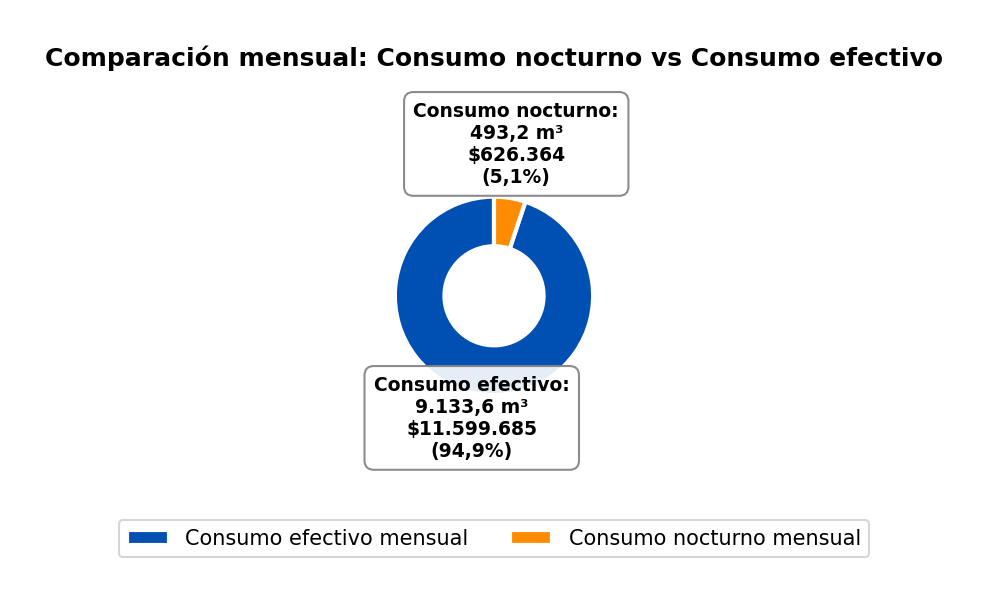 Comparación mensual: Consumo nocturno vs Consumo efectivo
Consumo nocturno:
493,2 m³
$626.364
(5,1%)
Consumo efectivo:
9.133,6 m³
$11.599.685
(94,9%)
Consumo efectivo mensual
Consumo nocturno mensual